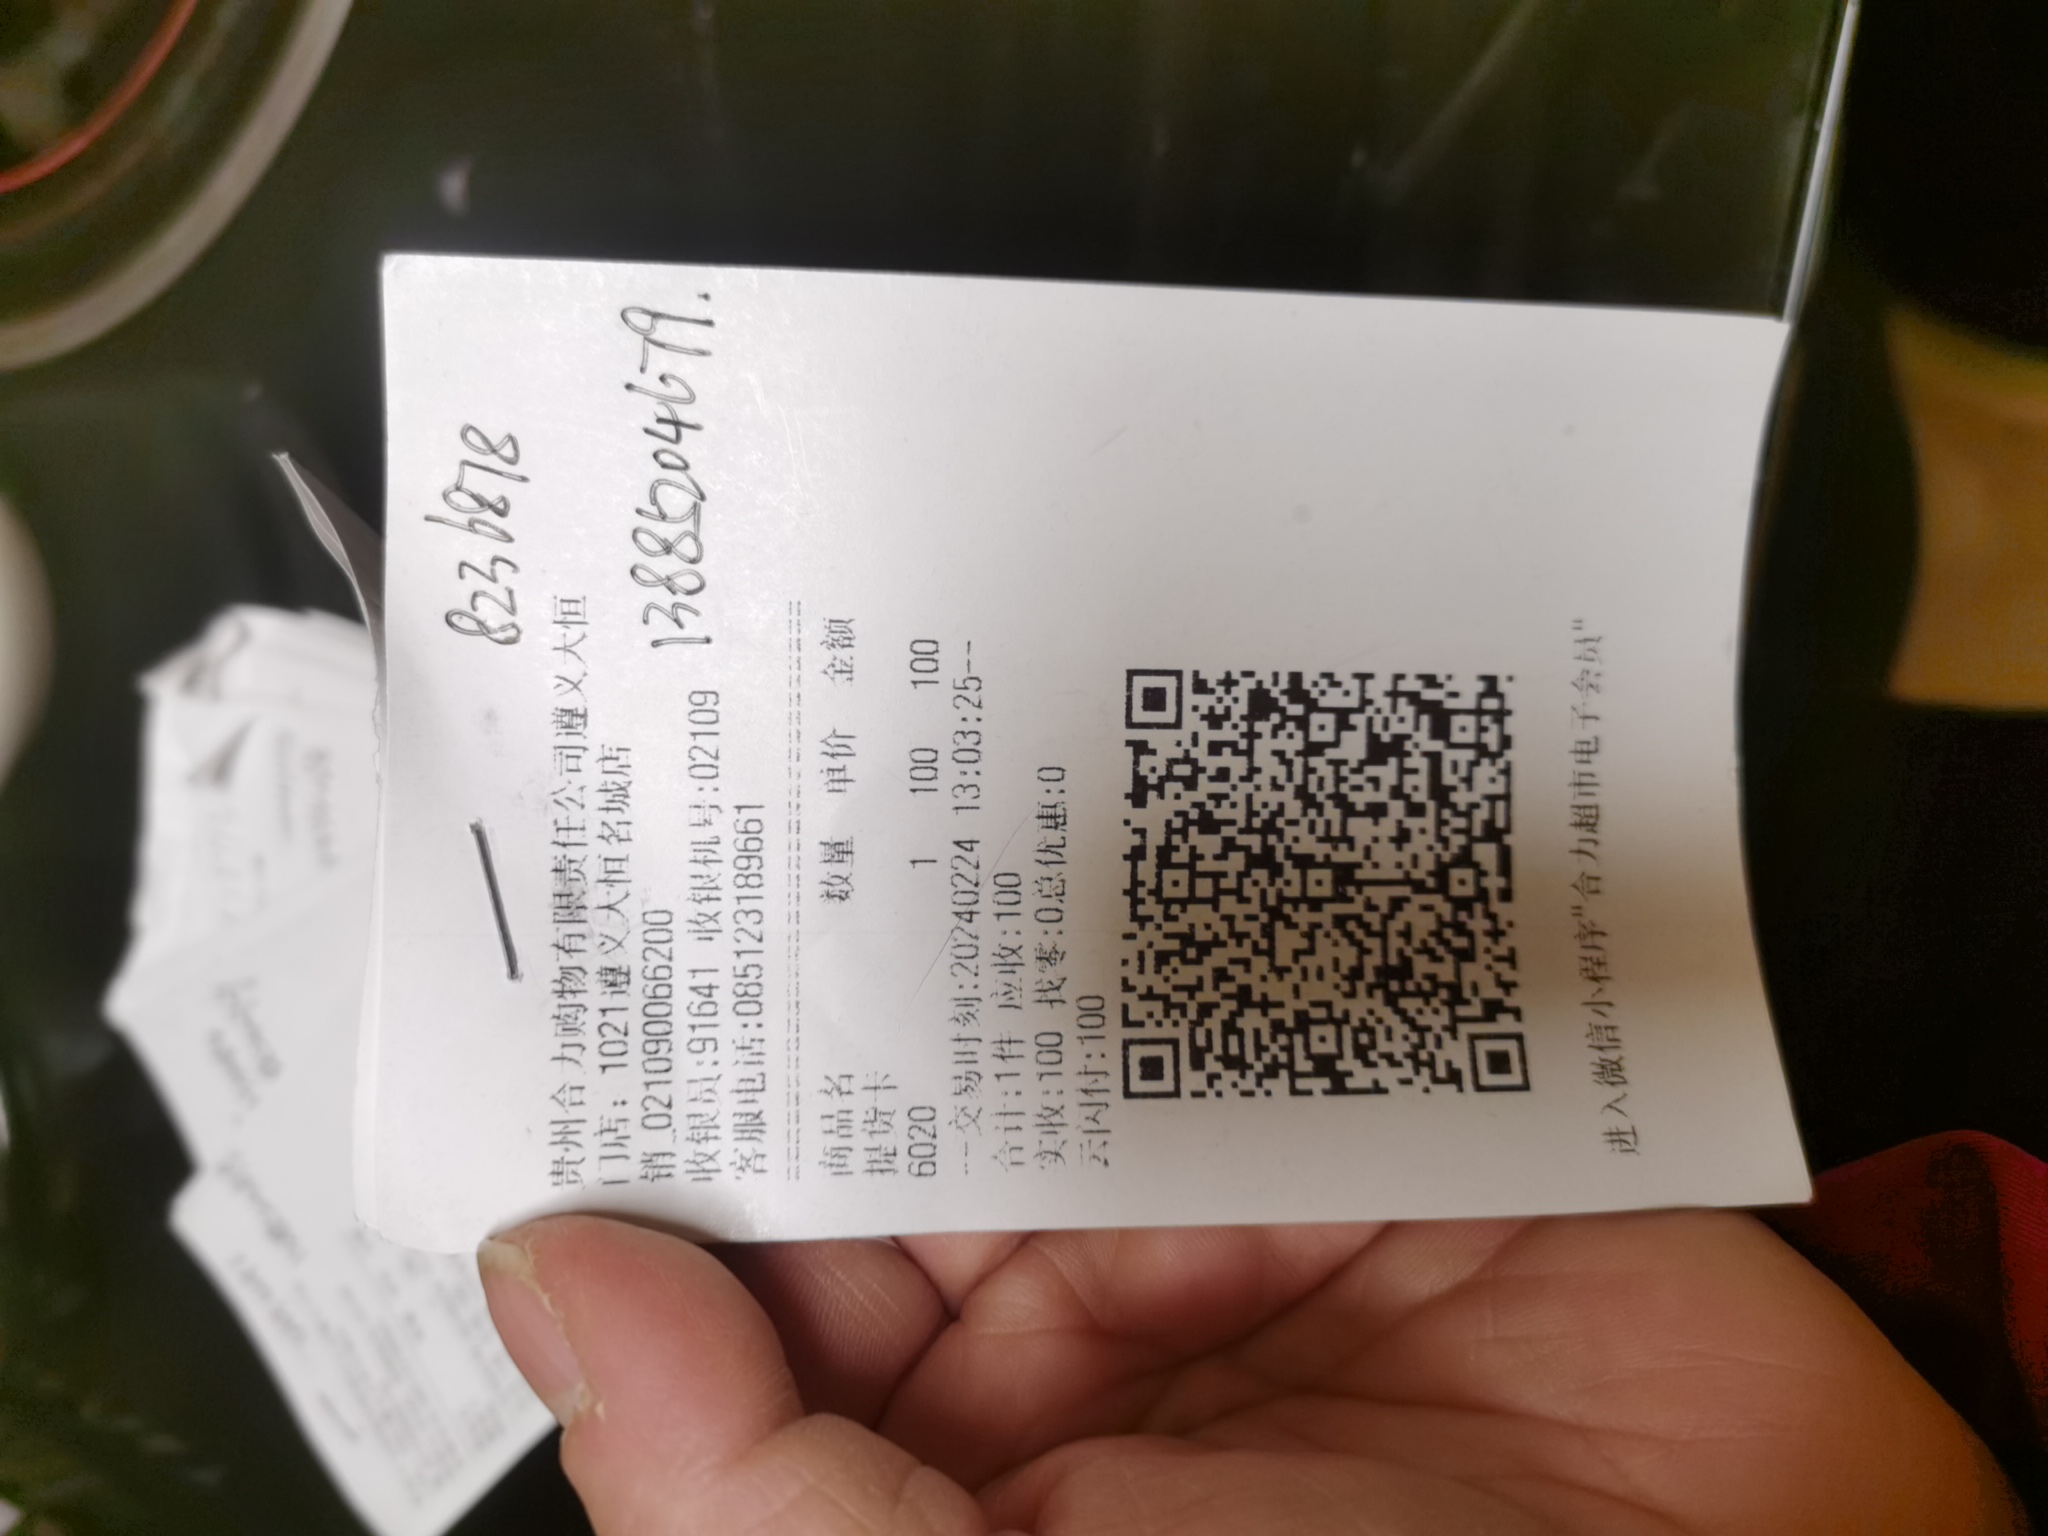 8236878
贵州合力购物有限责任公司遵义大恒
门店: 1021遵义大恒名城店
13885204679.
销_021090066200
收银员:91641 收银机号:02109
客服电话:085123189661
商品名 数量 单价 金额
提货卡
6020 1 100 100
---交易时刻:20240224 13:03:25--
合计:1件 应收:100
实收:100 找零:0总优惠:0
云闪付:100
进入微信小程序"合力超市电子会员"